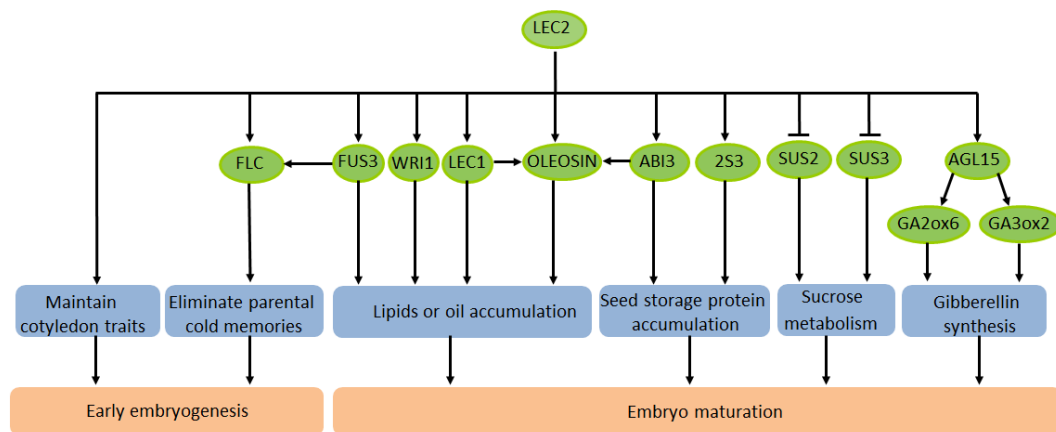 LEC2
FLC
FUS3
WRI1
LEC1
OLEOSIN
ABI3
2S3
SUS2
SUS3
AGL15
GA2ox6
GA3ox2
Maintain
cotyledon traits
Eliminate parental
cold memories
Lipids or oil accumulation
Seed storage protein
accumulation
Sucrose
metabolism
Gibberellin
synthesis
Early embryogenesis
Embryo maturation